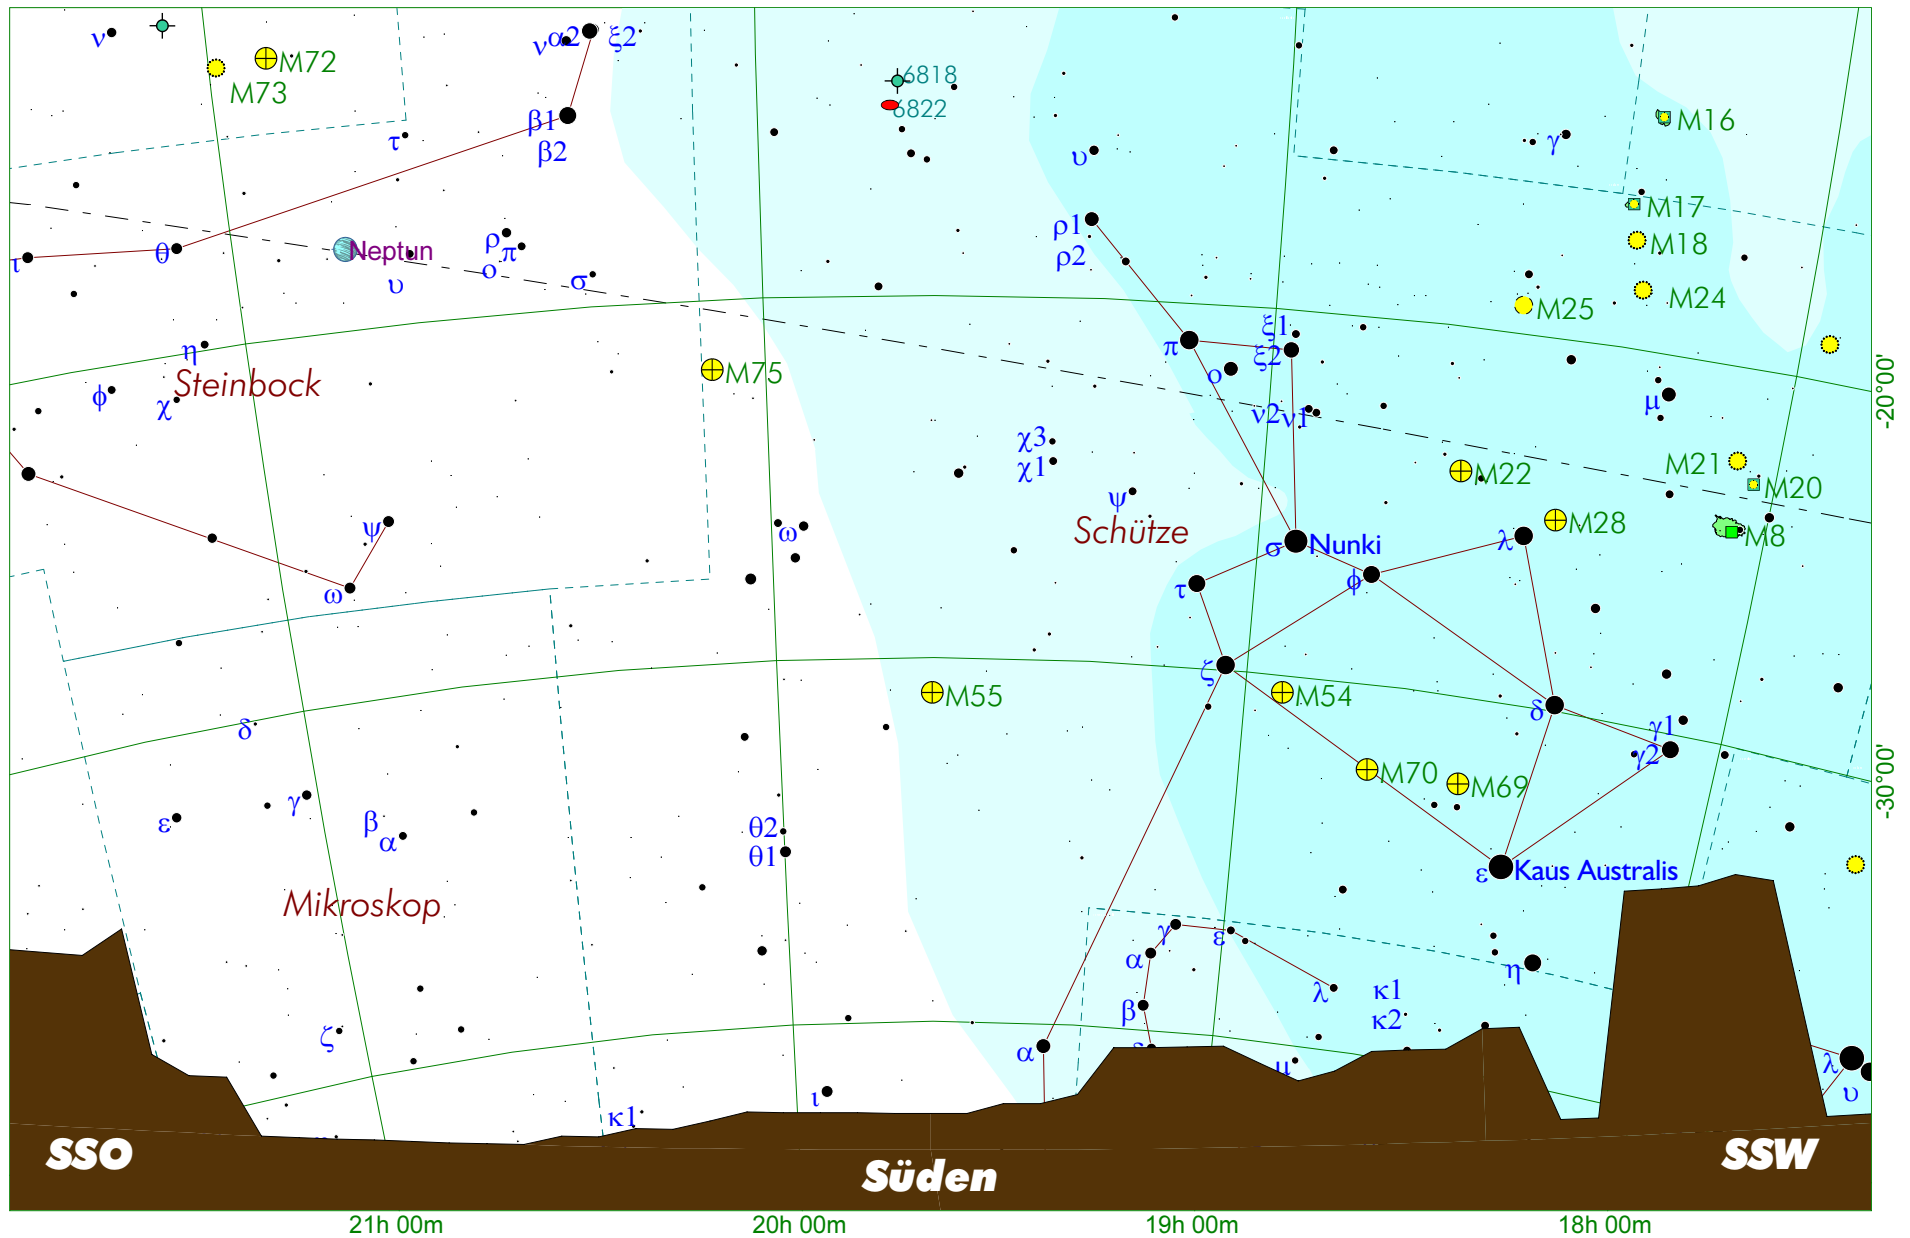 ν
M72
M73
ν
α2
ξ2
β1
β2
τ
6818
6822
υ
γ
M16
M17
M18
M24
M25
ρ1
ρ2
τ
θ
Neptun
υ
ρ
π
ο
σ
η
Steinbock
φ
χ
M75
π
ξ1
ξ2
ο
ν2
ν1
μ
-20°00'
χ3
χ1
ψ
Schütze
M22
M21
M20
M28
M8
ψ
ω
ω
σ
Nunki
λ
τ
φ
ζ
M55
M54
δ
γ1
γ2
δ
M70
M69
-30°00'
ε
γ
β
α
θ2
θ1
ε
Kaus Australis
Mikroskop
γ
ε
α
λ
κ1
κ2
η
β
ζ
α
δ
μ
λ
υ
ι
κ1
SSO
Süden
SSW
21h 00m
20h 00m
19h 00m
18h 00m